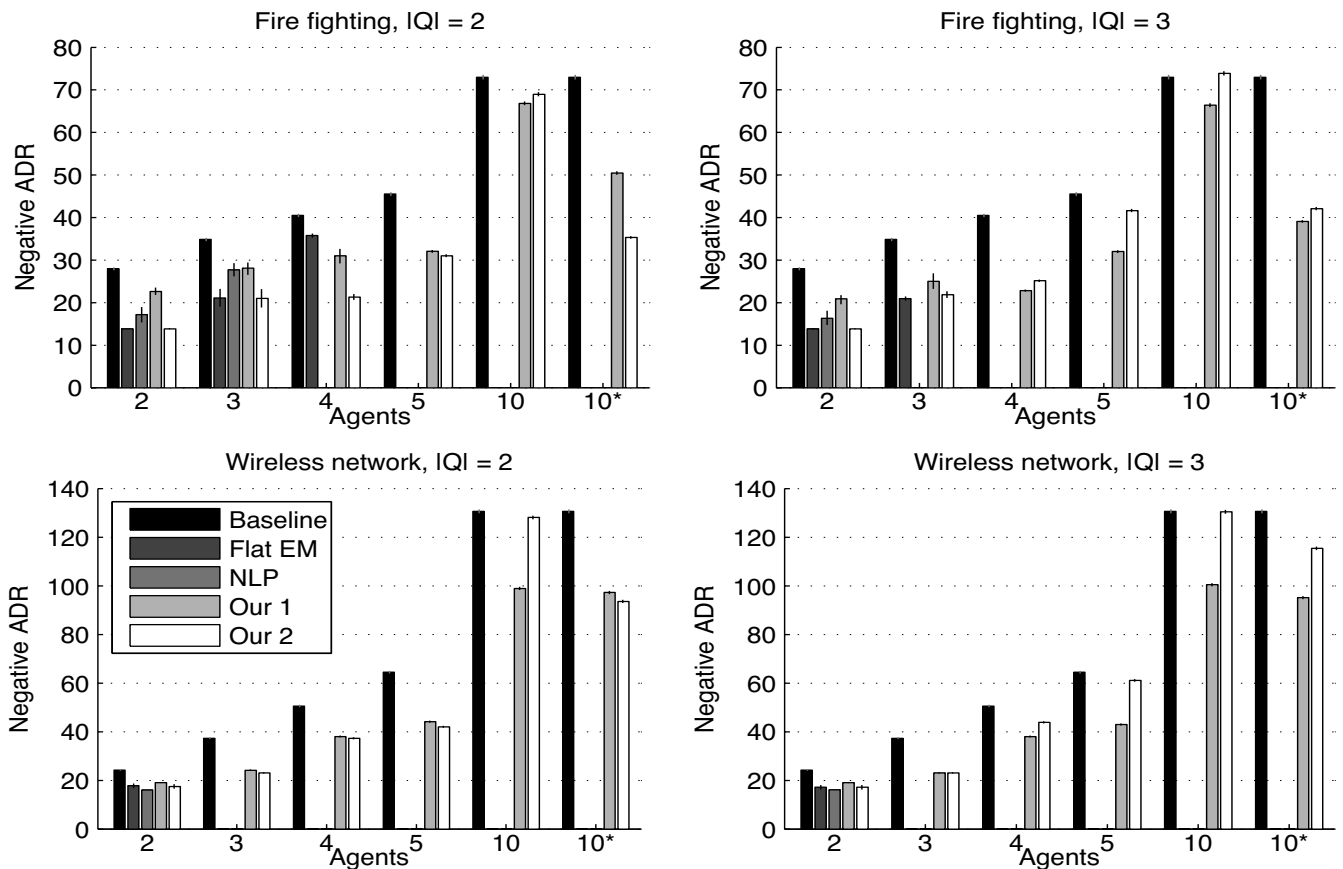 Fire fighting, |Q| = 2
Negative ADR
80
70
60
50
40
30
20
10
0
2 3 4 5 10 10*
Agents
Fire fighting, |Q| = 3
Negative ADR
80
70
60
50
40
30
20
10
0
2 3 4 5 10 10*
Agents
Wireless network, |Q| = 2
Negative ADR
140
120
100
80
60
40
20
0
Baseline
Flat EM
NLP
Our 1
Our 2
2 3 4 5 10 10*
Agents
Wireless network, |Q| = 3
Negative ADR
140
120
100
80
60
40
20
0
2 3 4 5 10 10*
Agents